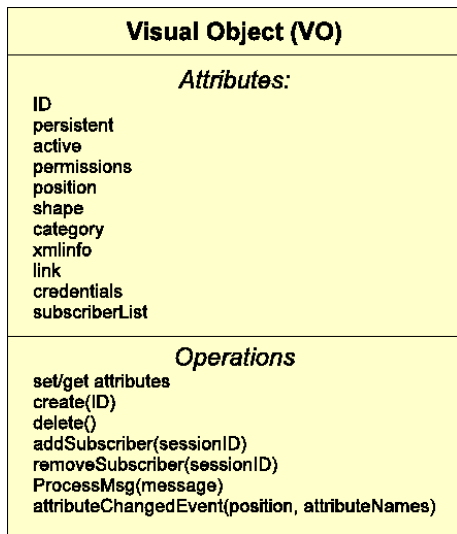 Visual Object (VO)
Attributes:
ID
persistent
active
permissions
position
shape
category
xmlinfo
link
credentials
subscriberList
Operations
set/get attributes
create(ID)
delete()
addSubscriber(sessionID)
removeSubscriber(sessionID)
ProcessMsg(message)
attributeChangedEvent(position, attributeNames)